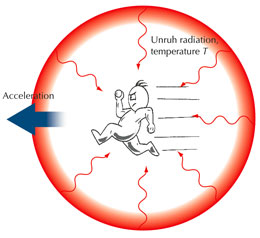 Unruh radiation,
temperature T
Acceleration